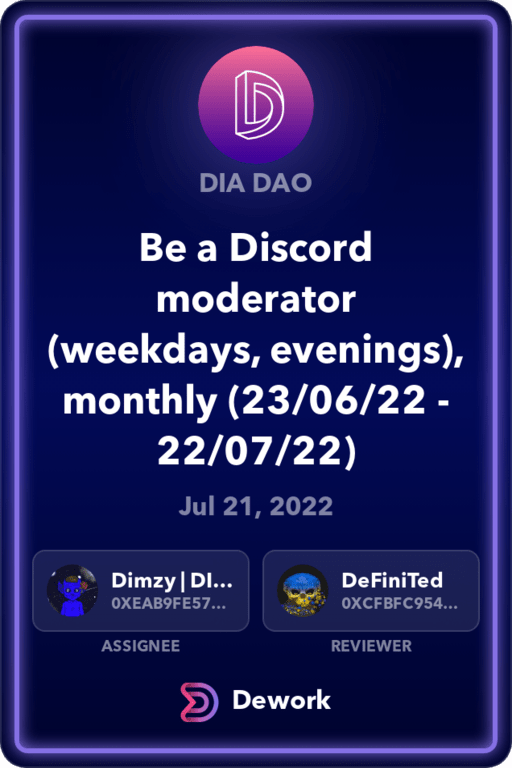 DIA DAO
Be a Discord
moderator
(weekdays, evenings),
monthly (23/06/22 -
22/07/22)
Jul 21, 2022
Dimzy | DI...
0XEAB9FE57...
DeFiniTed
0XCFBFC954...
ASSIGNEE
REVIEWER
Dework